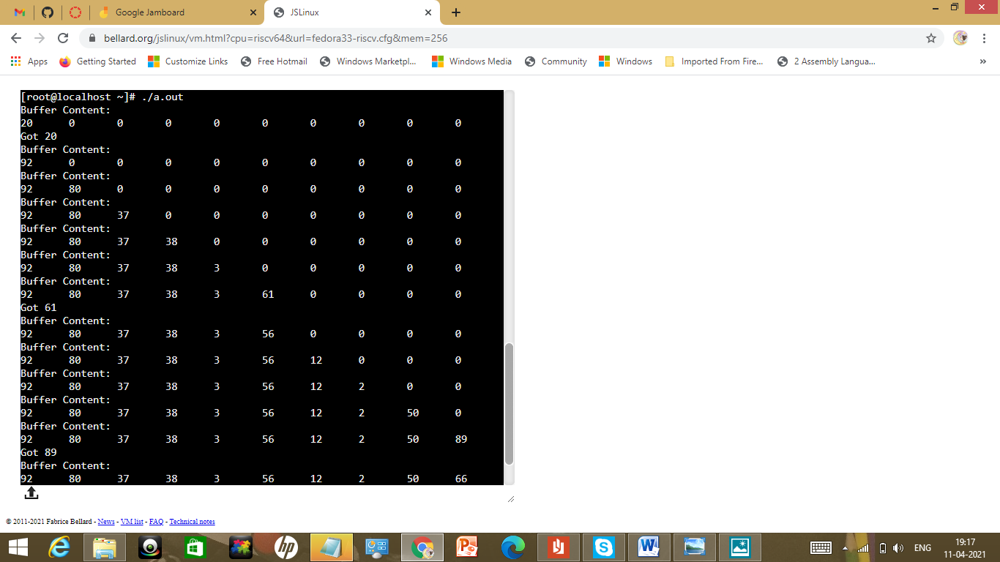 Google Jamboard
JSLinux
bellard.org/jslinux/vm.html?cpu=riscv64&url=fedora33-riscv.cfg&mem=256
Apps Getting Started Customize Links Free Hotmail Windows Marketpl... Windows Media Community Windows Imported From Fire... 2 Assembly Langua... »
[root@localhost ~]# ./a.out
Buffer Content:
20 0 0 0 0 0 0 0 0 0
Got 20
Buffer Content:
92 0 0 0 0 0 0 0 0 0
Buffer Content:
92 80 0 0 0 0 0 0 0 0
Buffer Content:
92 80 37 0 0 0 0 0 0 0
Buffer Content:
92 80 37 38 0 0 0 0 0 0
Buffer Content:
92 80 37 38 3 0 0 0 0 0
Buffer Content:
92 80 37 38 3 61 0 0 0 0
Got 61
Buffer Content:
92 80 37 38 3 56 0 0 0 0
Buffer Content:
92 80 37 38 3 56 12 0 0 0
Buffer Content:
92 80 37 38 3 56 12 2 0 0
Buffer Content:
92 80 37 38 3 56 12 2 50 0
Buffer Content:
92 80 37 38 3 56 12 2 50 89
Got 89
Buffer Content:
92 80 37 38 3 56 12 2 50 66
© 2011-2021 Fabrice Bellard - News - VM list - FAQ - Technical notes
ENG
19:17
11-04-2021